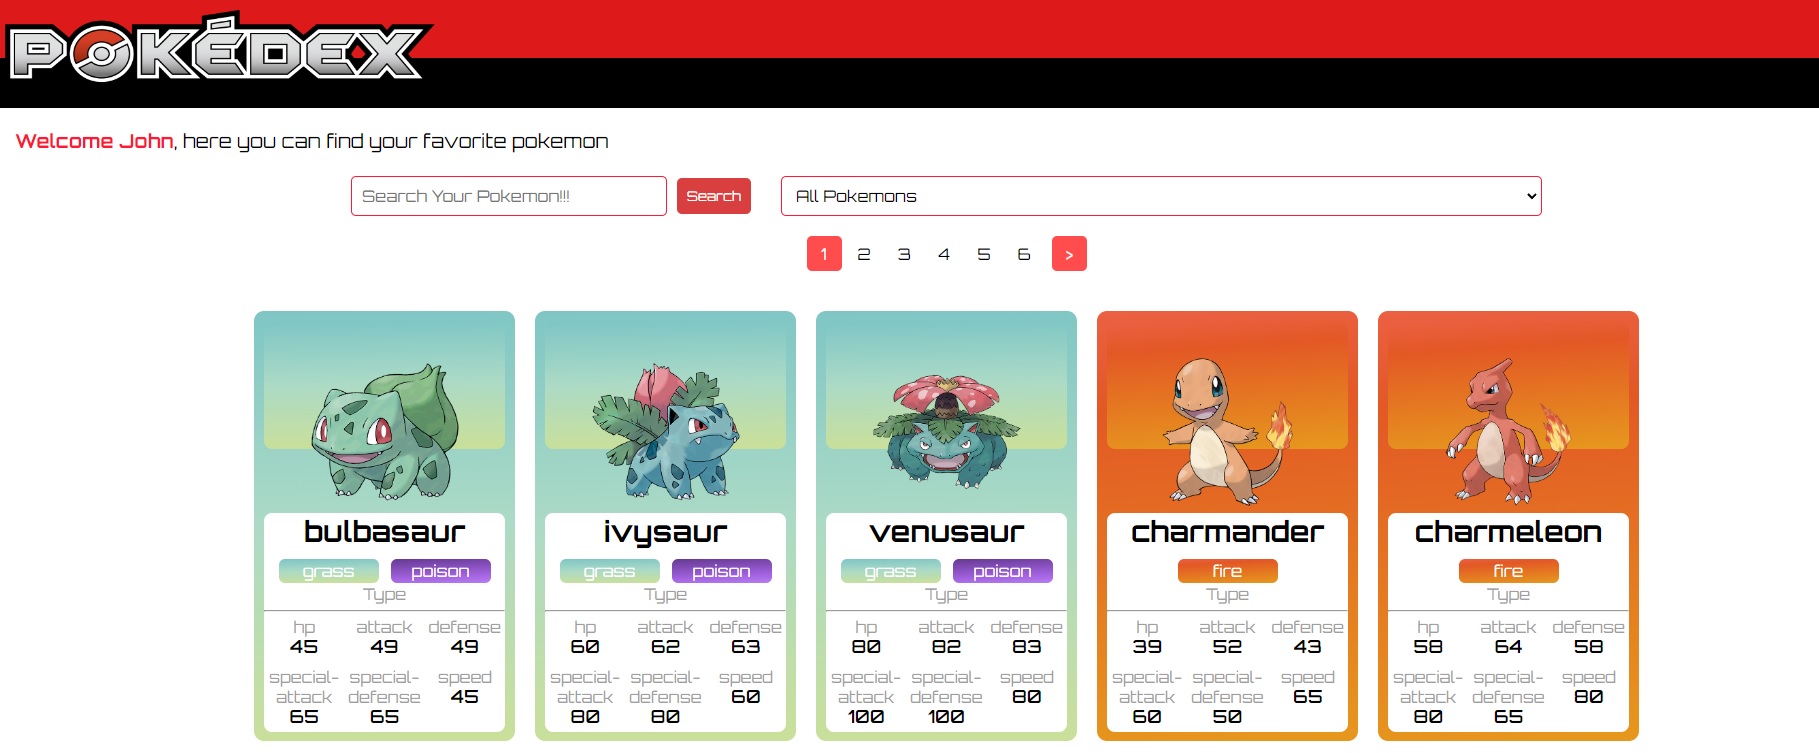 POKÉDEX
Welcome John, here you can find your favorite pokemon
Search Your Pokemon!!! Search All Pokemons
1 2 3 4 5 6 >
bulbasaur
grass poison
Type
hp attack defense
45 49 49
special-attack special-defense speed
65 65 45
ivysaur
grass poison
Type
hp attack defense
60 62 63
special-attack special-defense speed
80 80 60
venusaur
grass poison
Type
hp attack defense
80 82 83
special-attack special-defense speed
100 100 80
charmander
fire
Type
hp attack defense
39 52 43
special-attack special-defense speed
60 50 65
charmeleon
fire
Type
hp attack defense
58 64 58
special-attack special-defense speed
80 65 80